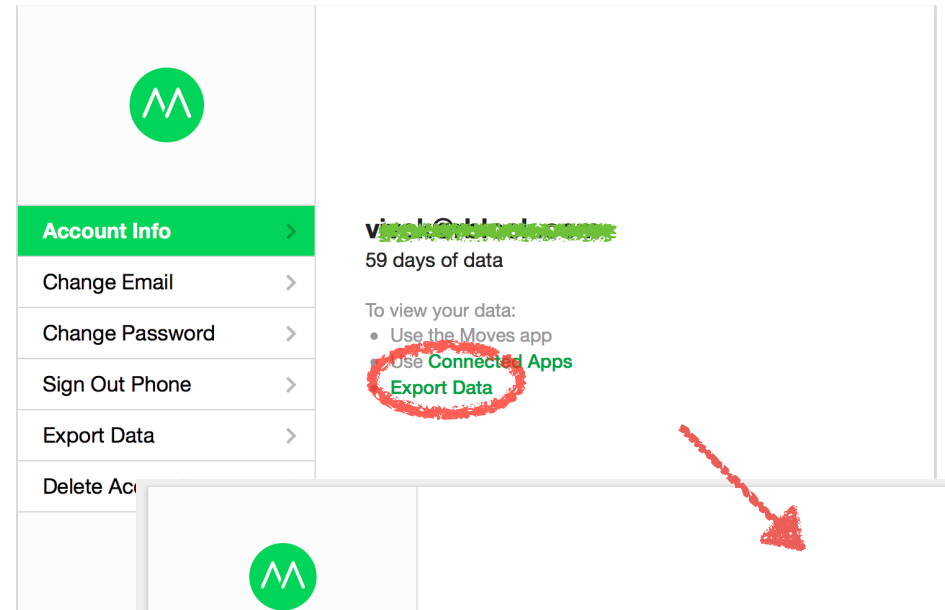 Account Info
Change Email
Change Password
Sign Out Phone
Export Data
Delete
59 days of data
To view your data:
Use the Moves app
Use Connected Apps
Export Data